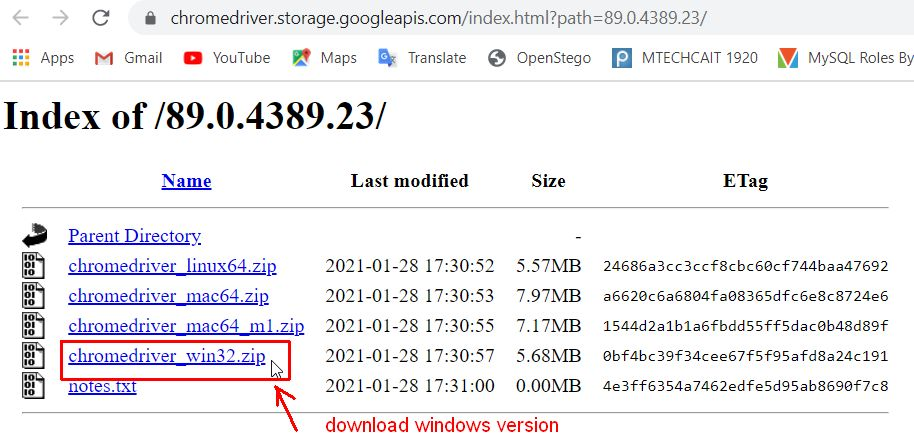 chromedriver.storage.googleapis.com/index.html?path=89.0.4389.23/
Apps Gmail YouTube Maps Translate OpenStego MTECHCAIT 1920 MySQL Roles By
Index of /89.0.4389.23/
Name Last modified Size ETag
Parent Directory -
chromedriver_linux64.zip 2021-01-28 17:30:52 5.57MB 24686a3cc3ccf8cbc60cf744baa47692
chromedriver_mac64.zip 2021-01-28 17:30:53 7.97MB a6620c6a6804fa08365dfc6e8c8724e6
chromedriver_mac64_m1.zip 2021-01-28 17:30:55 7.17MB 1544d2a1b1a6fbdd55ff5dac0b48d89f
chromedriver_win32.zip 2021-01-28 17:30:57 5.68MB 0bf4bc39f34cee67f5f95afd8a24c191
notes.txt 2021-01-28 17:31:00 0.00MB 4e3ff6354a7462edfe5d95ab8690f7c8
download windows version